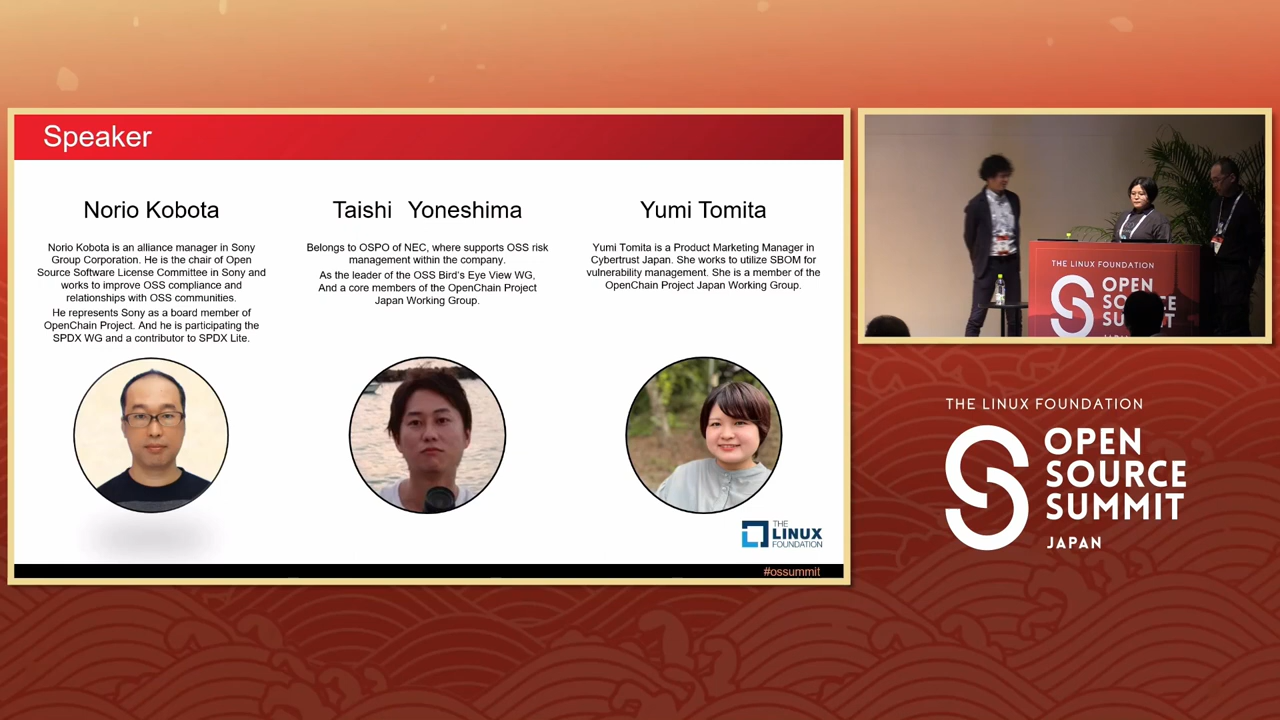 Speaker
Norio Kobota
Norio Kobota is an alliance manager in Sony
Group Corporation. He is the chair of Open
Source Software License Committee in Sony and
works to improve OSS compliance and
relationships with OSS communities.
He represents Sony as a board member of
OpenChain Project. And he is participating the
SPDX WG and a contributor to SPDX Lite.
Taishi Yoneshima
Belongs to OSPO of NEC, where supports OSS risk
management within the company.
As the leader of the OSS Bird's Eye View WG,
And a core members of the OpenChain Project
Japan Working Group.
Yumi Tomita
Yumi Tomita is a Product Marketing Manager in
Cybertrust Japan. She works to utilize SBOM for
vulnerability management. She is a member of the
OpenChain Project Japan Working Group.
THE
LINUX
FOUNDATION
#ossummit
THE LINUX FOUNDATION
OPEN
SOURCE
SUMMIT
THE LINUX FOUNDATION
OPEN
SOURCE
SUMMIT
JAPAN